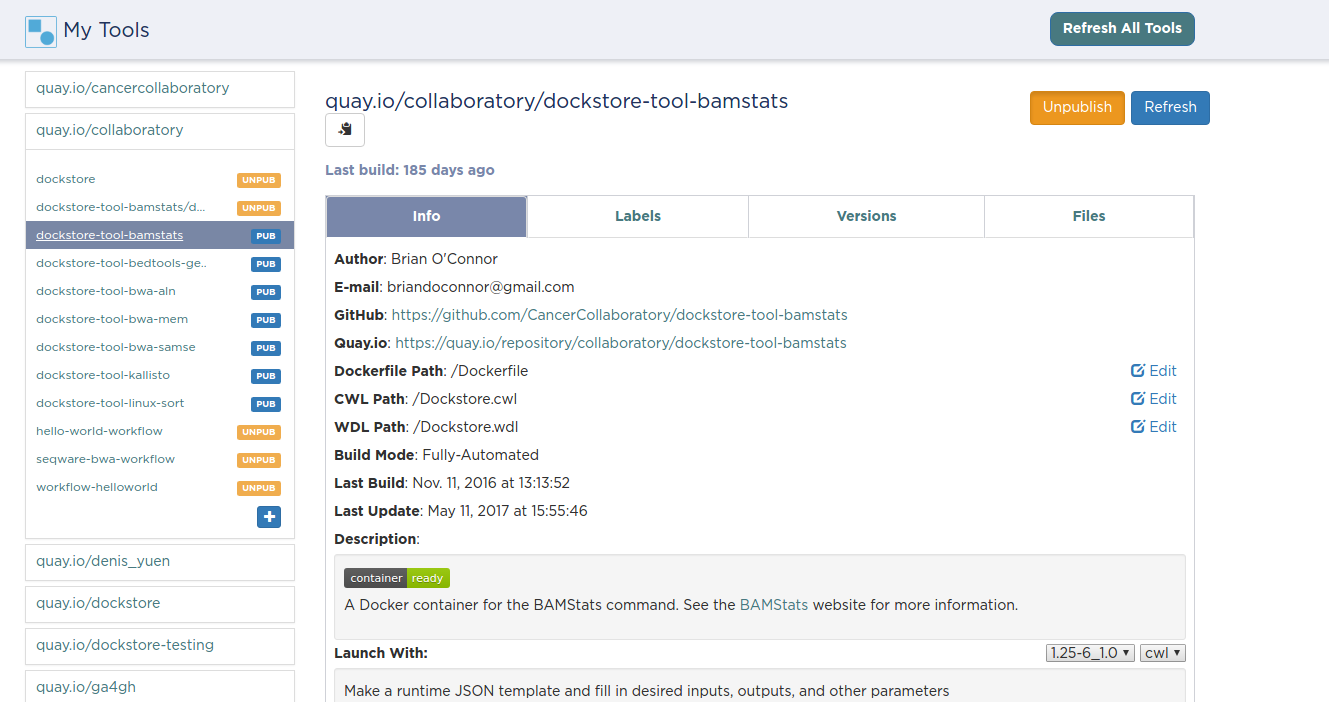 My Tools
Refresh All Tools
quay.io/cancercollaboratory
quay.io/collaboratory
dockstore UNPUB
dockstore-tool-bamstats/d... UNPUB
dockstore-tool-bamstats PUB
dockstore-tool-bedtools-ge.. PUB
dockstore-tool-bwa-aln PUB
dockstore-tool-bwa-mem PUB
dockstore-tool-bwa-samse PUB
dockstore-tool-kallisto PUB
dockstore-tool-linux-sort PUB
hello-world-workflow UNPUB
seqware-bwa-workflow UNPUB
workflow-helloworld UNPUB
+
quay.io/denis_yuen
quay.io/dockstore
quay.io/dockstore-testing
quay.io/ga4gh
quay.io/collaboratory/dockstore-tool-bamstats
Unpublish Refresh
Last build: 185 days ago
Info Labels Versions Files
Author: Brian O'Connor
E-mail: briandoconnor@gmail.com
GitHub: https://github.com/CancerCollaboratory/dockstore-tool-bamstats
Quay.io: https://quay.io/repository/collaboratory/dockstore-tool-bamstats
Dockerfile Path: /Dockerfile Edit
CWL Path: /Dockstore.cwl Edit
WDL Path: /Dockstore.wdl Edit
Build Mode: Fully-Automated
Last Build: Nov. 11, 2016 at 13:13:52
Last Update: May 11, 2017 at 15:55:46
Description:
container ready
A Docker container for the BAMStats command. See the BAMStats website for more information.
Launch With: 1.25-6_1.0 cwl
Make a runtime JSON template and fill in desired inputs, outputs, and other parameters